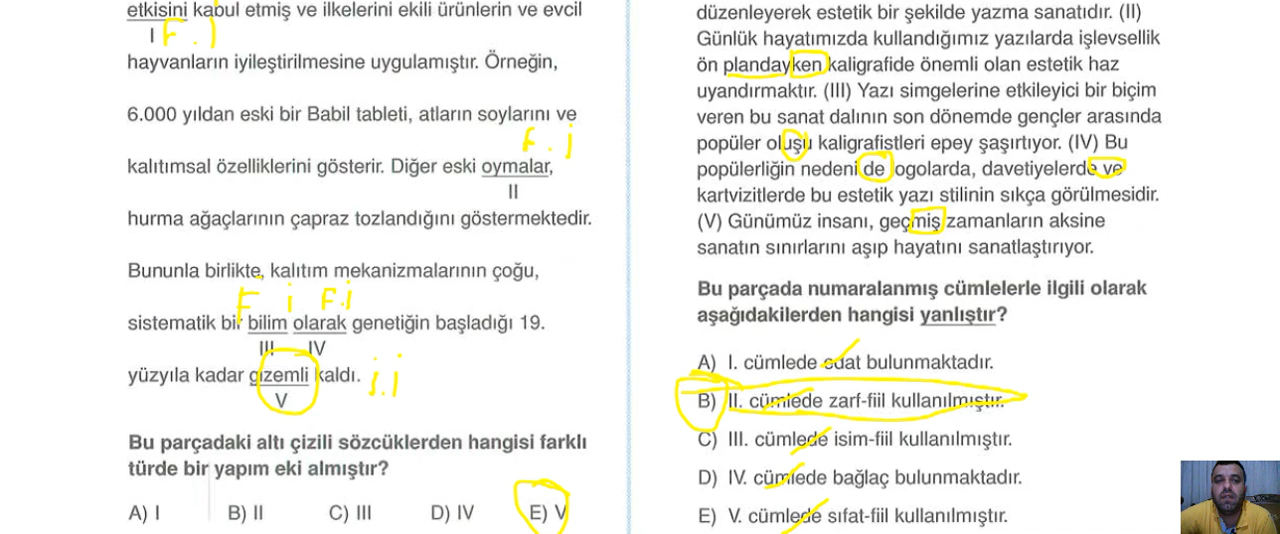 etkisini kabul etmiş ve ilkelerini ekili ürünlerin ve evcil
I F.İ
hayvanların iyileştirilmesine uygulamıştır. Örneğin,
6.000 yıldan eski bir Babil tableti, atların soylarını ve
F.İ
kalıtımsal özelliklerini gösterir. Diğer eski oymalar,
II
hurma ağaçlarının çapraz tozlandığını göstermektedir.
Bununla birlikte, kalıtım mekanizmalarının çoğu,
F İ F.İ
sistematik bir bilim olarak genetiğin başladığı 19.
III IV
yüzyıla kadar gizemli kaldı. İ.İ
V
Bu parçadaki altı çizili sözcüklerden hangisi farklı
türde bir yapım eki almıştır?
A) I B) II C) III D) IV E) V
düzenleyerek estetik bir şekilde yazma sanatıdır. (II)
Günlük hayatımızda kullandığımız yazılarda işlevsellik
ön plandayken kaligrafide önemli olan estetik haz
uyandırmaktır. (III) Yazı simgelerine etkileyici bir biçim
veren bu sanat dalının son dönemde gençler arasında
popüler oluşu kaligrafistleri epey şaşırtıyor. (IV) Bu
popülerliğin nedeni de logolarda, davetiyelerde ve
kartvizitlerde bu estetik yazı stilinin sıkça görülmesidir.
(V) Günümüz insanı, geçmiş zamanların aksine
sanatın sınırlarını aşıp hayatını sanatlaştırıyor.
Bu parçada numaralanmış cümlelerle ilgili olarak
aşağıdakilerden hangisi yanlıştır?
A) I. cümlede edat bulunmaktadır.
B) II. cümlede zarf-fiil kullanılmıştır.
C) III. cümlede isim-fiil kullanılmıştır.
D) IV. cümlede bağlaç bulunmaktadır.
E) V. cümlede sıfat-fiil kullanılmıştır.